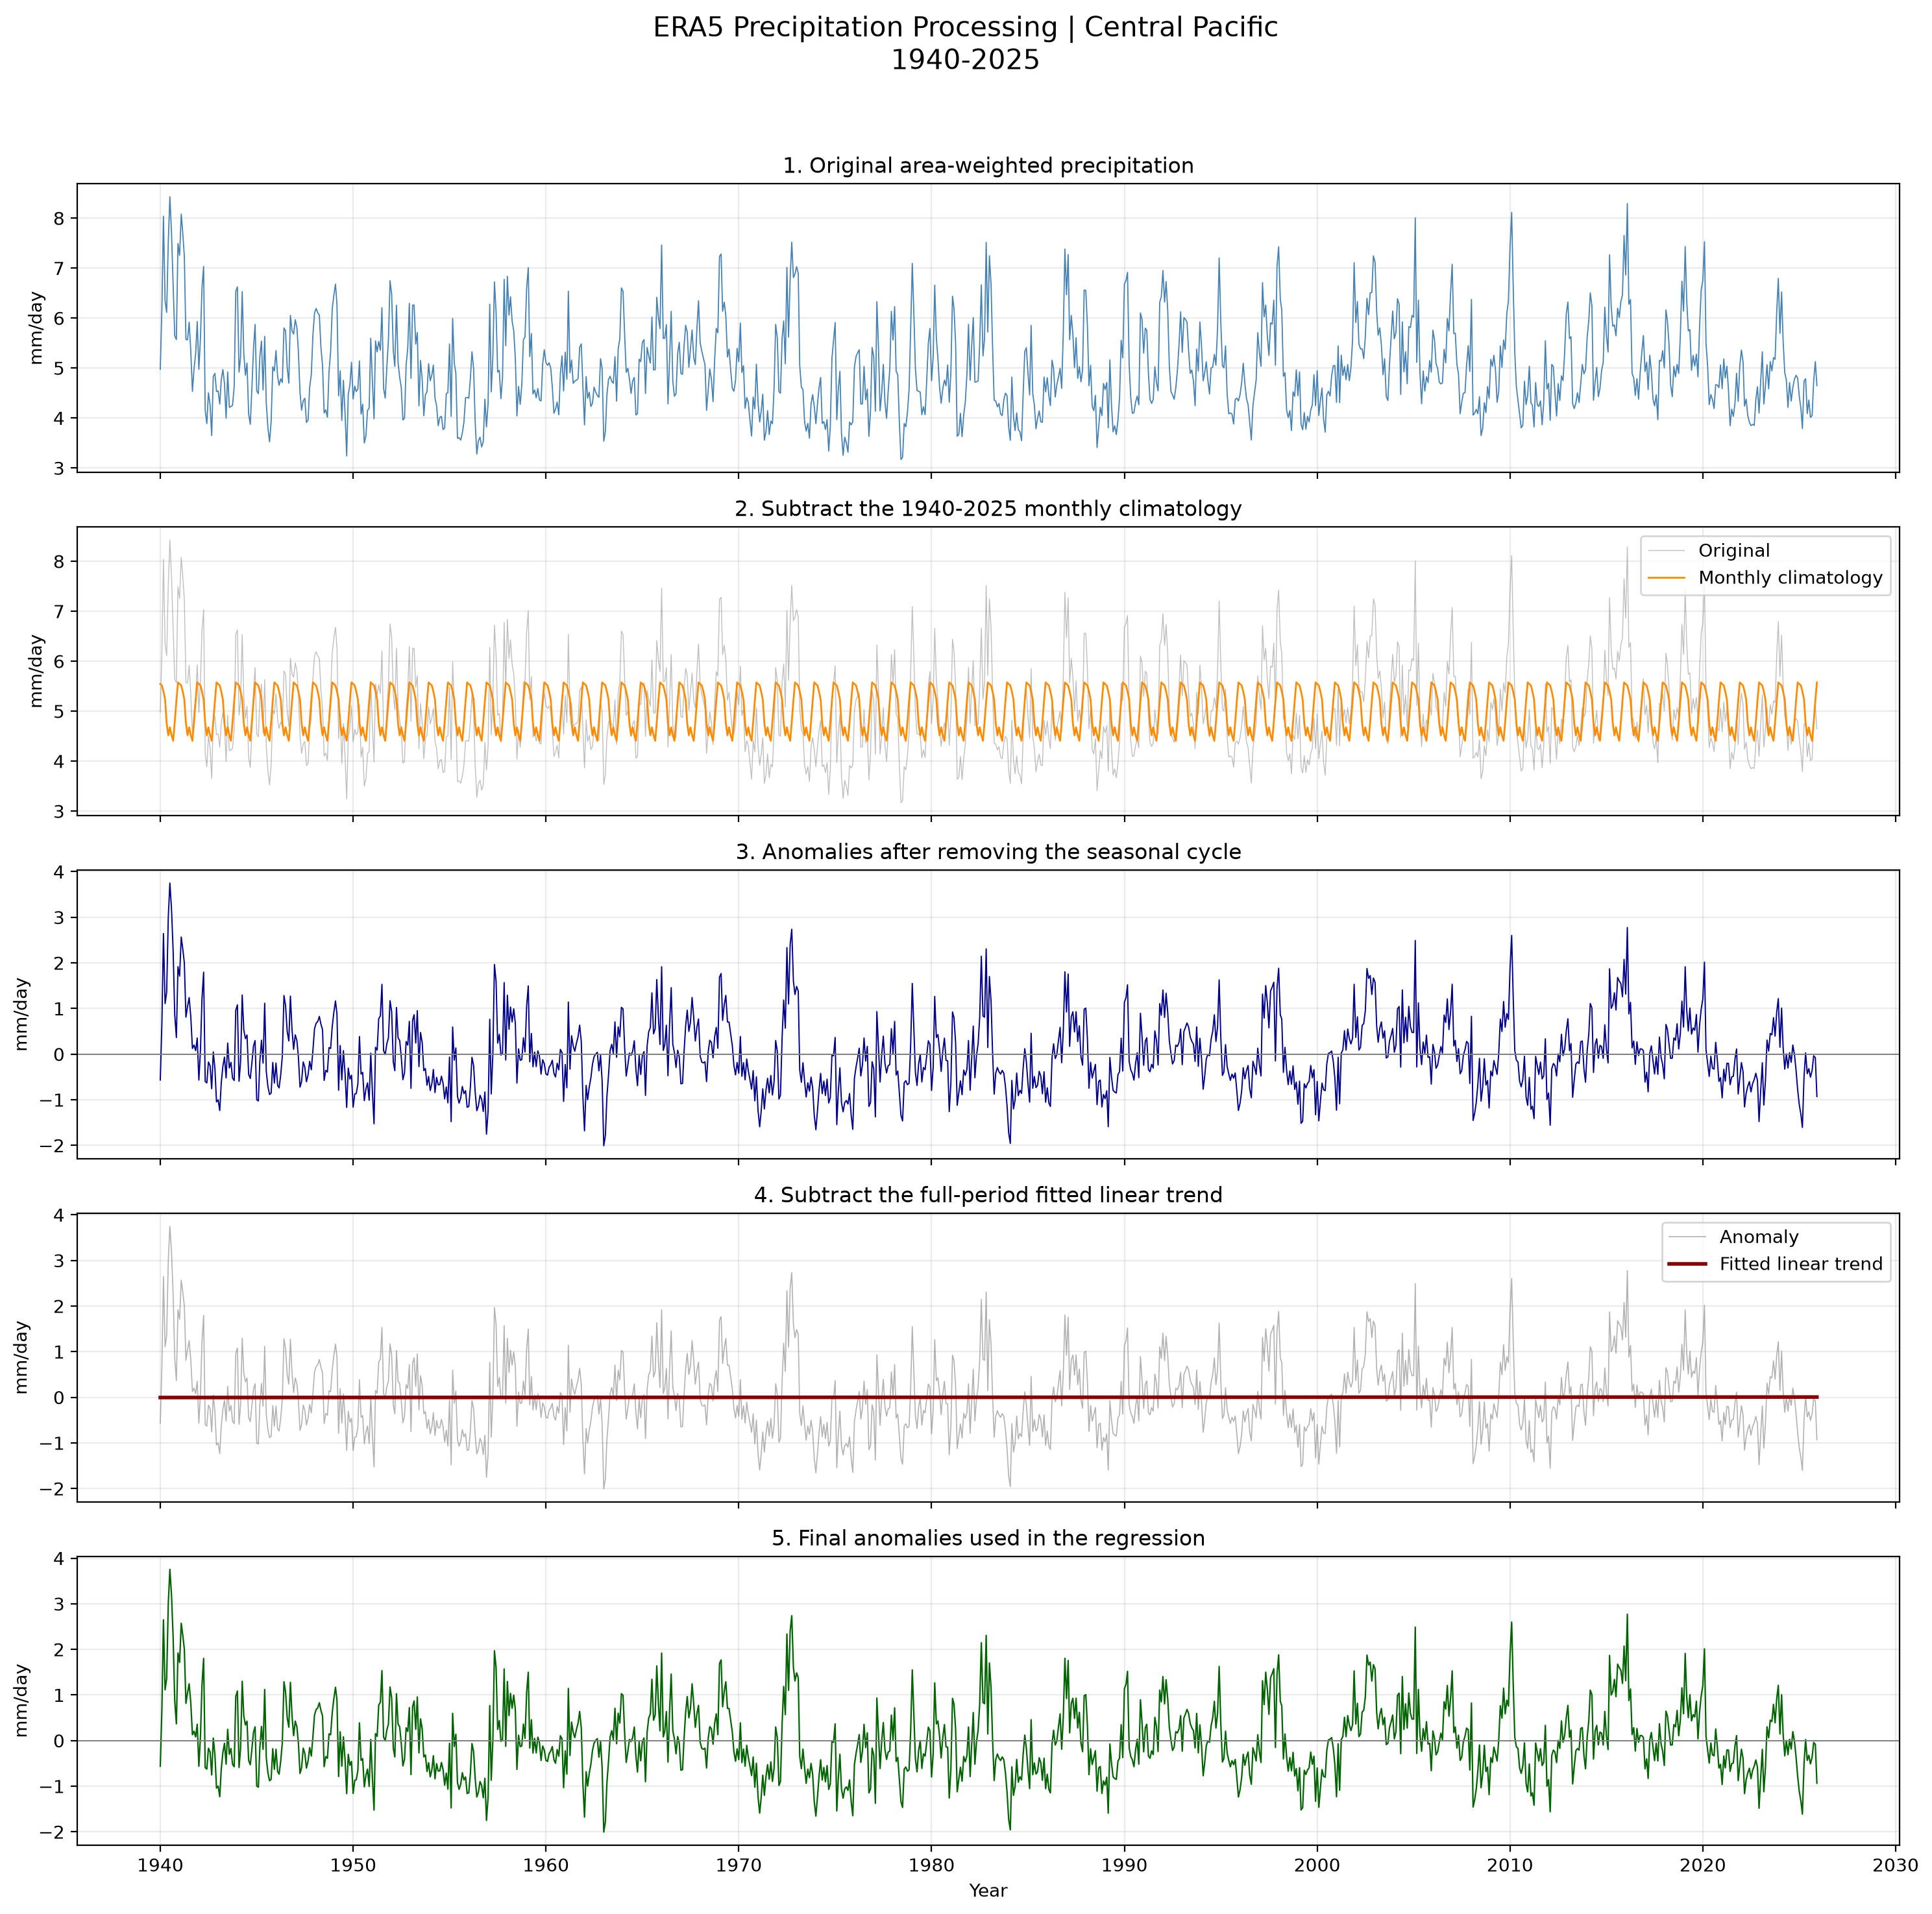 ERA5 Precipitation Processing | Central Pacific
1940-2025
1. Original area-weighted precipitation
mm/day
8
7
6
5
4
3
2. Subtract the 1940-2025 monthly climatology
mm/day
8
7
6
5
4
3
Original
Monthly climatology
3. Anomalies after removing the seasonal cycle
mm/day
4
3
2
1
0
−1
−2
4. Subtract the full-period fitted linear trend
mm/day
4
3
2
1
0
−1
−2
Anomaly
Fitted linear trend
5. Final anomalies used in the regression
mm/day
4
3
2
1
0
−1
−2
1940 1950 1960 1970 1980 1990 2000 2010 2020 2030
Year